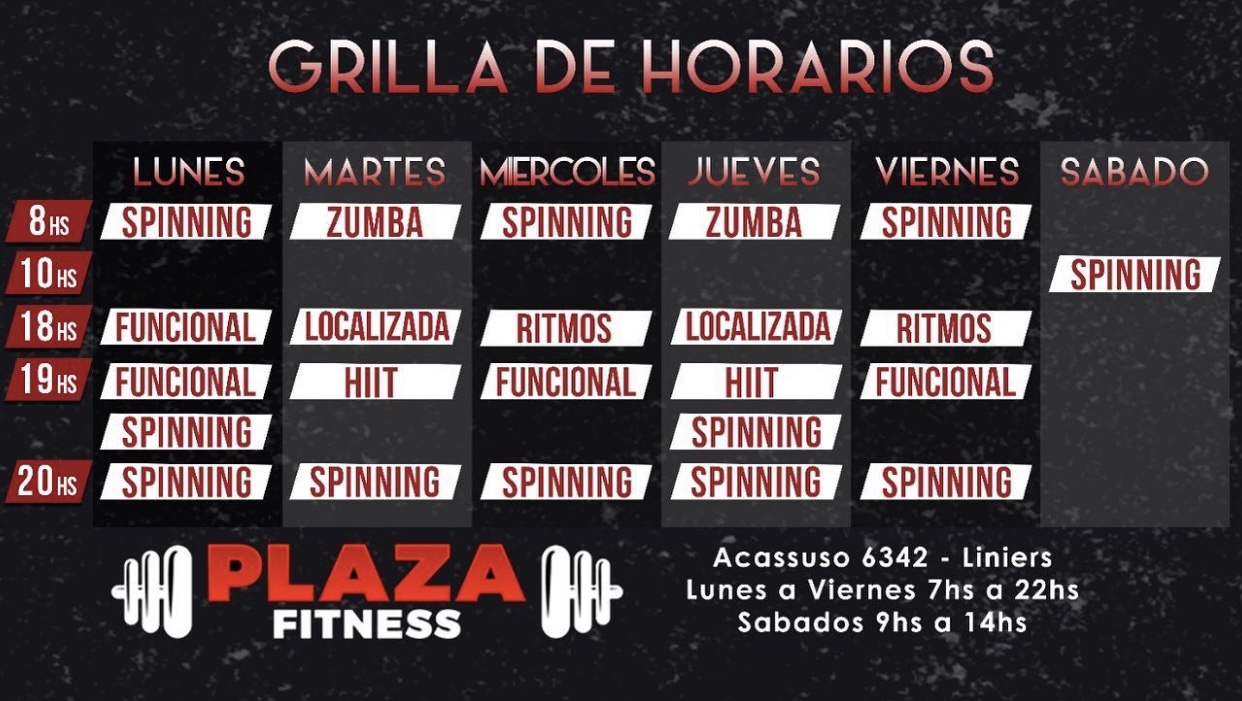 GRILLA DE HORARIOS
LUNES MARTES MIERCOLES JUEVES VIERNES SABADO
8HS SPINNING ZUMBA SPINNING ZUMBA SPINNING
10HS SPINNING
18HS FUNCIONAL LOCALIZADA RITMOS LOCALIZADA RITMOS
19HS FUNCIONAL HIIT FUNCIONAL HIIT FUNCIONAL
SPINNING SPINNING
20HS SPINNING SPINNING SPINNING SPINNING SPINNING
PLAZA
FITNESS
Acassuso 6342 - Liniers
Lunes a Viernes 7hs a 22hs
Sabados 9hs a 14hs